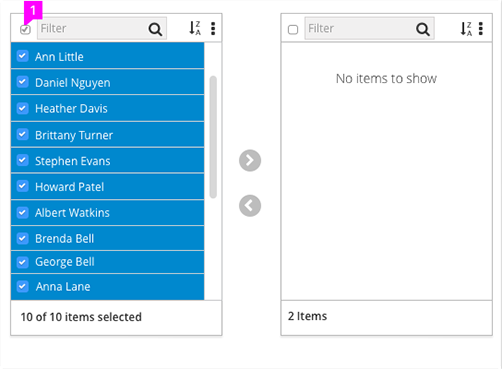 1
Filter
Ann Little
Daniel Nguyen
Heather Davis
Brittany Turner
Stephen Evans
Howard Patel
Albert Watkins
Brenda Bell
George Bell
Anna Lane
10 of 10 items selected
Filter
No items to show
2 Items